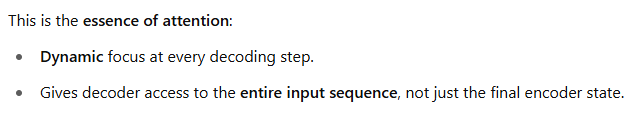 This is the essence of attention:
• Dynamic focus at every decoding step.
• Gives decoder access to the entire input sequence, not just the final encoder state.